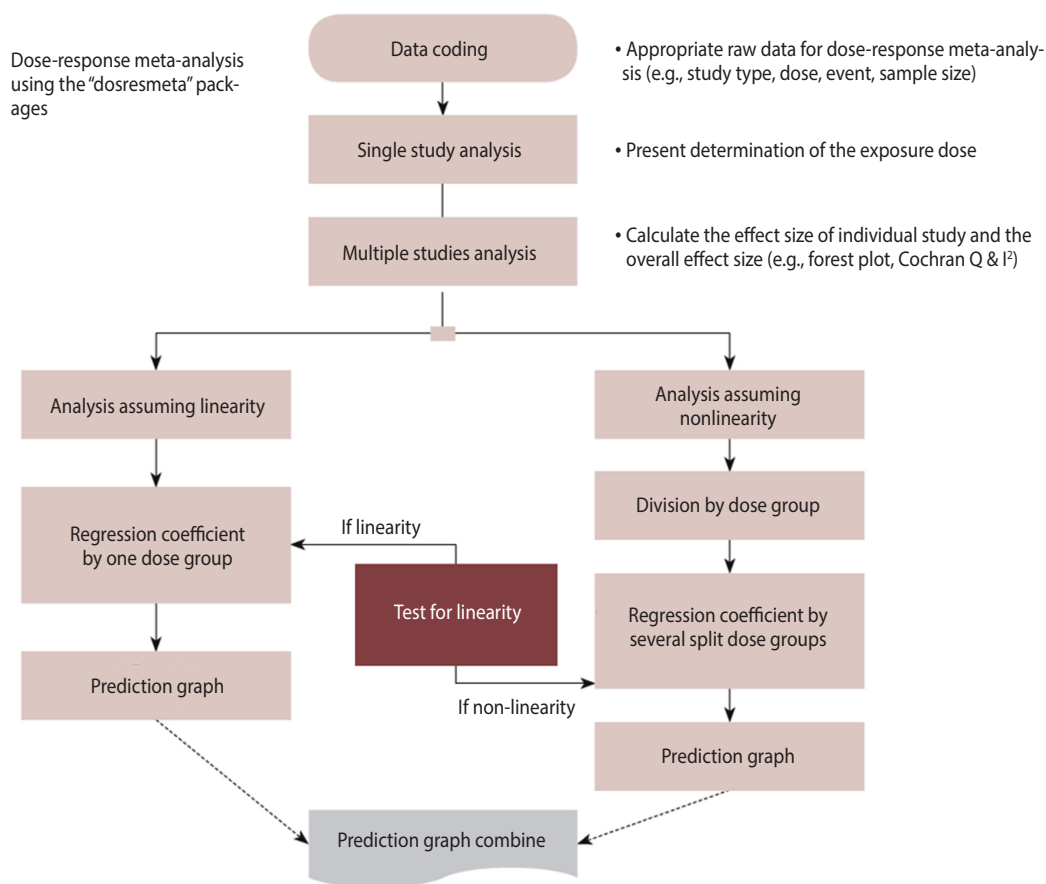 Dose-response meta-analysis
using the “dosresmeta” pack-
ages
Data coding
• Appropriate raw data for dose-response meta-analy-
sis (e.g., study type, dose, event, sample size)
Single study analysis
• Present determination of the exposure dose
Multiple studies analysis
• Calculate the effect size of individual study and the
overall effect size (e.g., forest plot, Cochran Q & I²)
Analysis assuming linearity
Analysis assuming
nonlinearity
Division by dose group
Regression coefficient
by one dose group
If linearity
Test for linearity
Regression coefficient by
several split dose groups
If non-linearity
Prediction graph
Prediction graph
Prediction graph combine